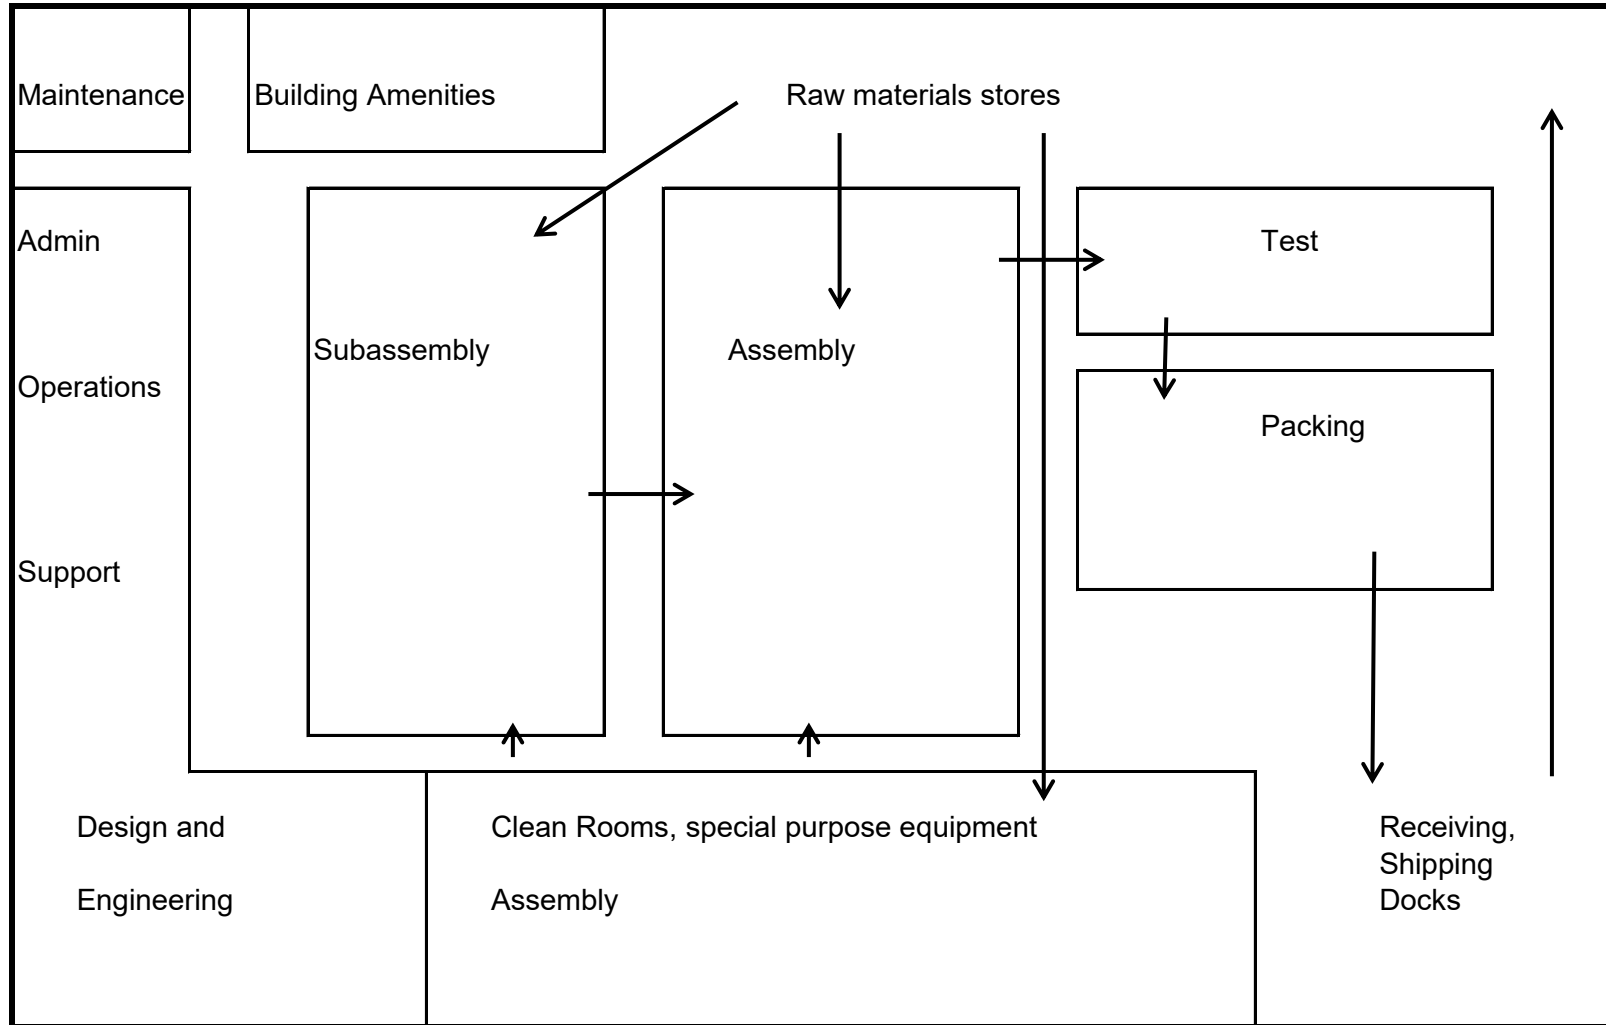 Maintenance
Building Amenities
Raw materials stores
Admin
Test
Subassembly
Assembly
Operations
Packing
Support
Design and
Engineering
Clean Rooms, special purpose equipment
Assembly
Receiving,
Shipping
Docks